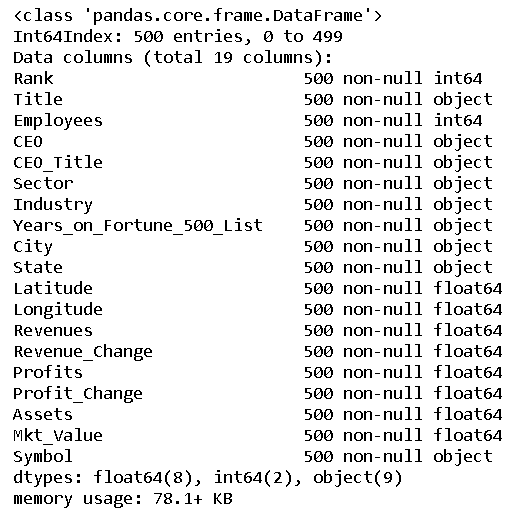 <class 'pandas.core.frame.DataFrame'>
Int64Index: 500 entries, 0 to 499
Data columns (total 19 columns):
Rank                          500 non-null int64
Title                         500 non-null object
Employees                     500 non-null int64
CEO                           500 non-null object
CEO_Title                     500 non-null object
Sector                        500 non-null object
Industry                      500 non-null object
Years_on_Fortune_500_List     500 non-null object
City                          500 non-null object
State                         500 non-null object
Latitude                      500 non-null float64
Longitude                     500 non-null float64
Revenues                      500 non-null float64
Revenue_Change                500 non-null float64
Profits                       500 non-null float64
Profit_Change                 500 non-null float64
Assets                        500 non-null float64
Mkt_Value                     500 non-null float64
Symbol                        500 non-null object
dtypes: float64(8), int64(2), object(9)
memory usage: 78.1+ KB